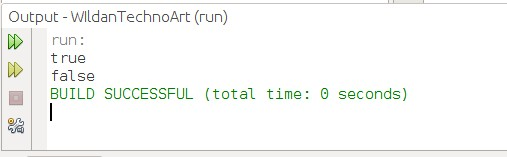 Output - WIldanTechnoArt (run)
run:
true
false
BUILD SUCCESSFUL (total time: 0 seconds)